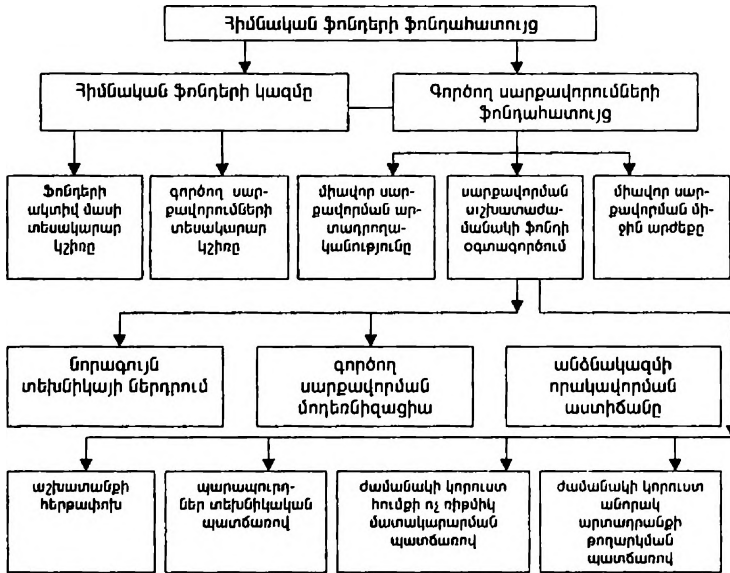 Հիմնական ֆոնդերի ֆոնդահատույց
Հիմնական ֆոնդերի կազմը
Գործող սարքավորումների
ֆոնդահատույց
Ֆոնդերի
ակտիվ մասի
տեսակարար
կշիռը
գործող սար-
քավորումների
տեսակարար
կշիռը
միավոր սար-
քավորման ար-
տադրողա-
կանությունը
սարքավորման
աշխատաժա-
մանակի ֆոնդի
օգտագործում
միավոր սար-
քավորման մի-
ջին արժեքը
նորագույն
տեխնիկայի ներդրում
գործող
սարքավորման
մոդեռնիզացիա
անձնակազմի
որակավորման
աստիճանը
աշխատանքի
հերթափոխ
պարապուրդ-
ներ տեխնիկական
պատճառով
ժամանակի կորուստ
հումքի ոչ ռիթմիկ
մատակարարման
պատճառով
ժամանակի կորուստ
անորակ
արտադրանքի
թողարկման
պատճառով